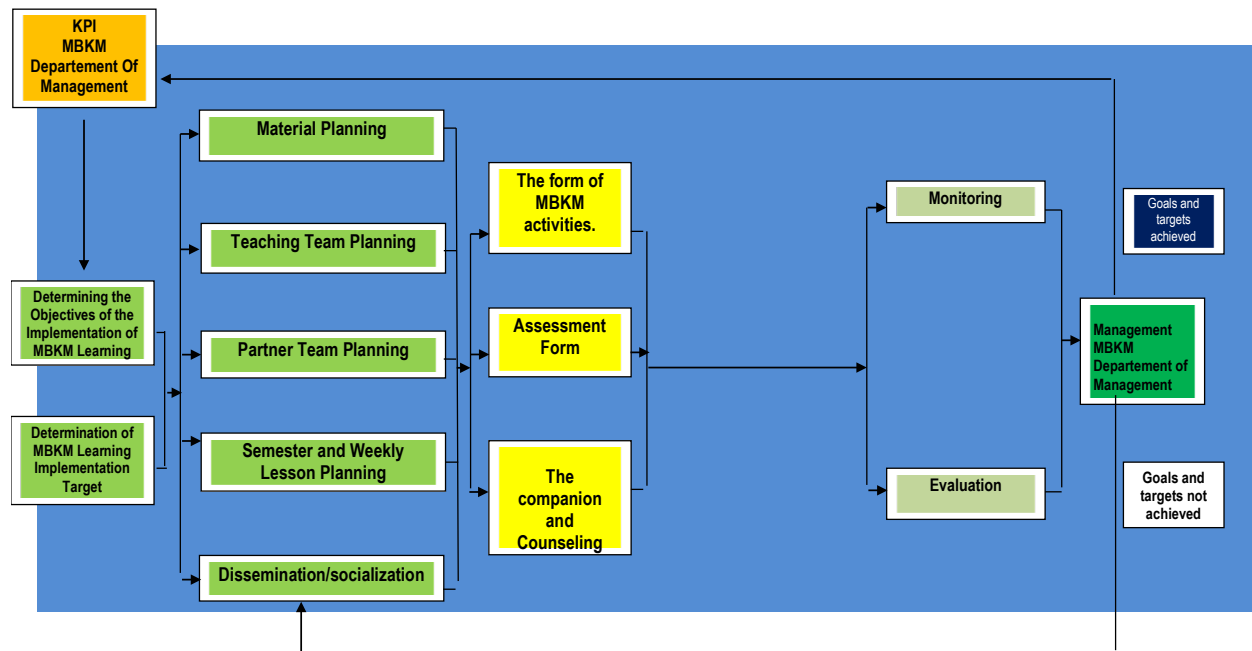 KPI
MBKM
Departement Of
Management
Determining the
Objectives of the
Implementation of
MBKM Learning
Determination of
MBKM Learning
Implementation
Target
Material Planning
Teaching Team Planning
Partner Team Planning
Semester and Weekly
Lesson Planning
Dissemination/socialization
The form of
MBKM
activities.
Assessment
Form
The
companion
and
Counseling
Monitoring
Evaluation
Goals and
targets
achieved
Management
MBKM
Departement of
Management
Goals and
targets not
achieved